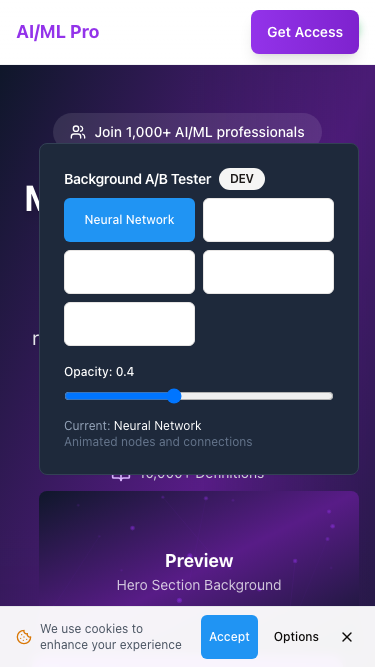 AI/ML Pro
Get Access
Join 1,000+ AI/ML professionals
M
Background A/B Tester
DEV
Neural Network
r
Opacity: 0.4
Current: Neural Network
Animated nodes and connections
10,000+ Definitions
Preview
Hero Section Background
We use cookies to
enhance your experience
Accept
Options